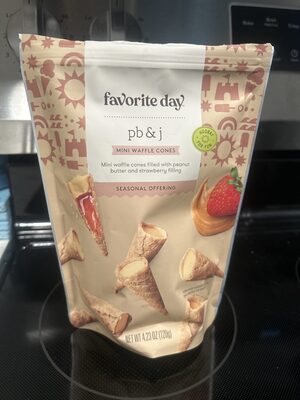 favorite day.
pb & j
MINI WAFFLE CONES
Mini waffle cones filled with peanut
butter and strawberry filling
SEASONAL OFFERING
NET WT 4.23 OZ (120g)